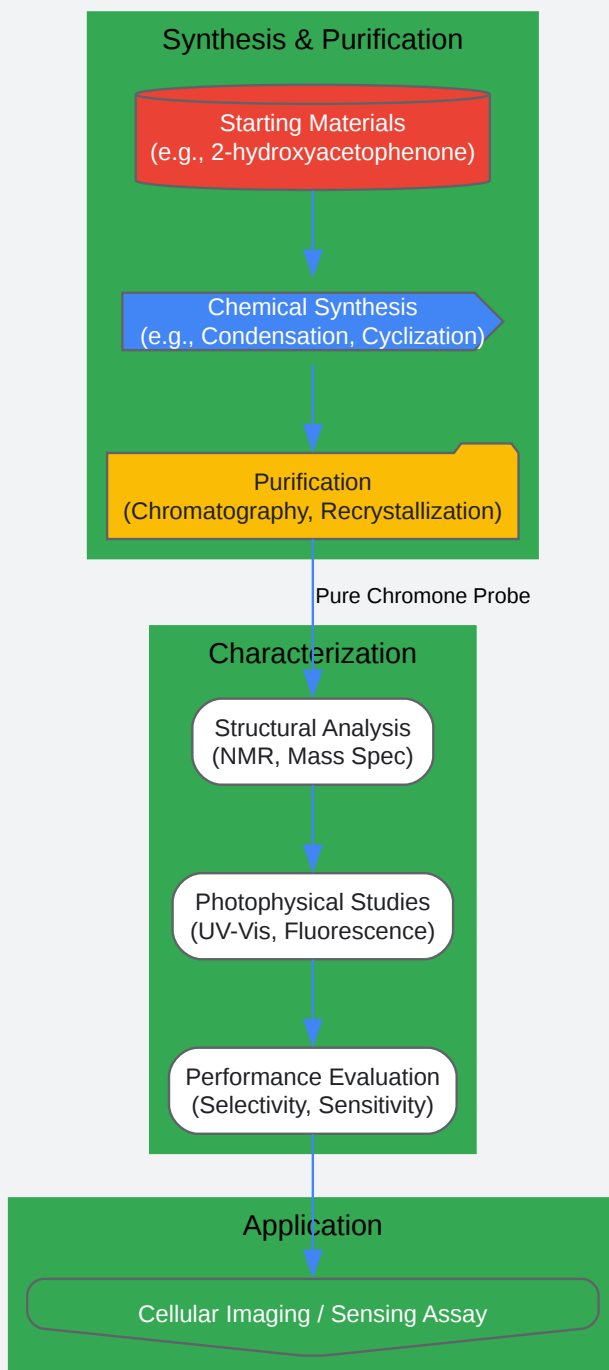 Synthesis & Purification
Starting Materials
(e.g., 2-hydroxyacetophenone)
Chemical Synthesis
(e.g., Condensation, Cyclization)
Purification
(Chromatography, Recrystallization)
Pure Chromone Probe
Characterization
Structural Analysis
(NMR, Mass Spec)
Photophysical Studies
(UV-Vis, Fluorescence)
Performance Evaluation
(Selectivity, Sensitivity)
Application
Cellular Imaging / Sensing Assay